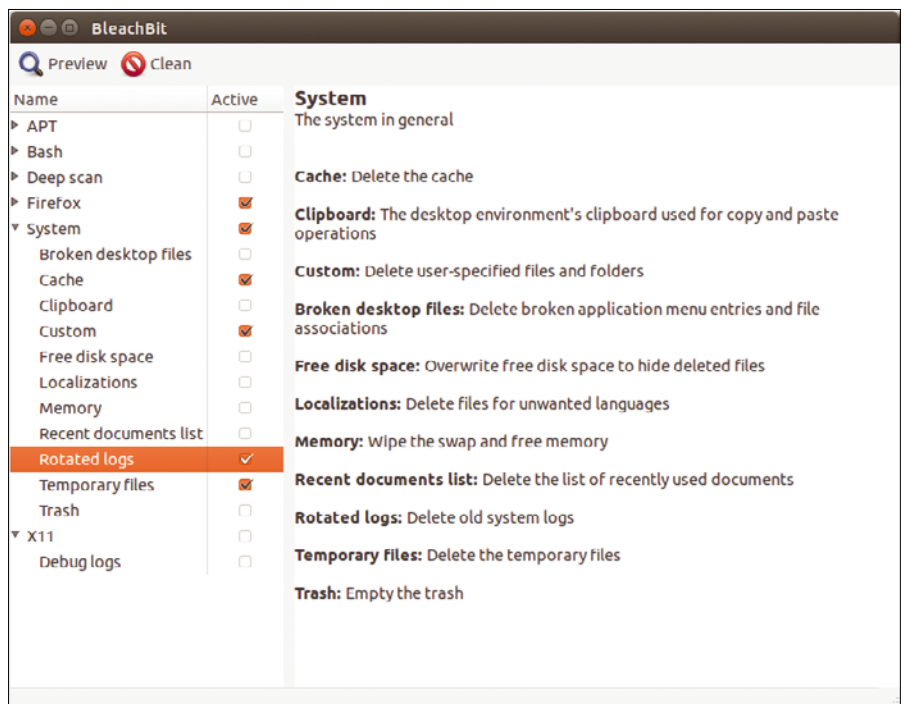 BleachBit
Preview Clean
Name Active
APT
Bash
Deep scan
Firefox
System
Broken desktop files
Cache
Clipboard
Custom
Free disk space
Localizations
Memory
Recent documents list
Rotated logs
Temporary files
Trash
X11
Debug logs
System
The system in general
Cache: Delete the cache
Clipboard: The desktop environment's clipboard used for copy and paste
operations
Custom: Delete user-specified files and folders
Broken desktop files: Delete broken application menu entries and file
associations
Free disk space: Overwrite free disk space to hide deleted files
Localizations: Delete files for unwanted languages
Memory: Wipe the swap and free memory
Recent documents list: Delete the list of recently used documents
Rotated logs: Delete old system logs
Temporary files: Delete the temporary files
Trash: Empty the trash